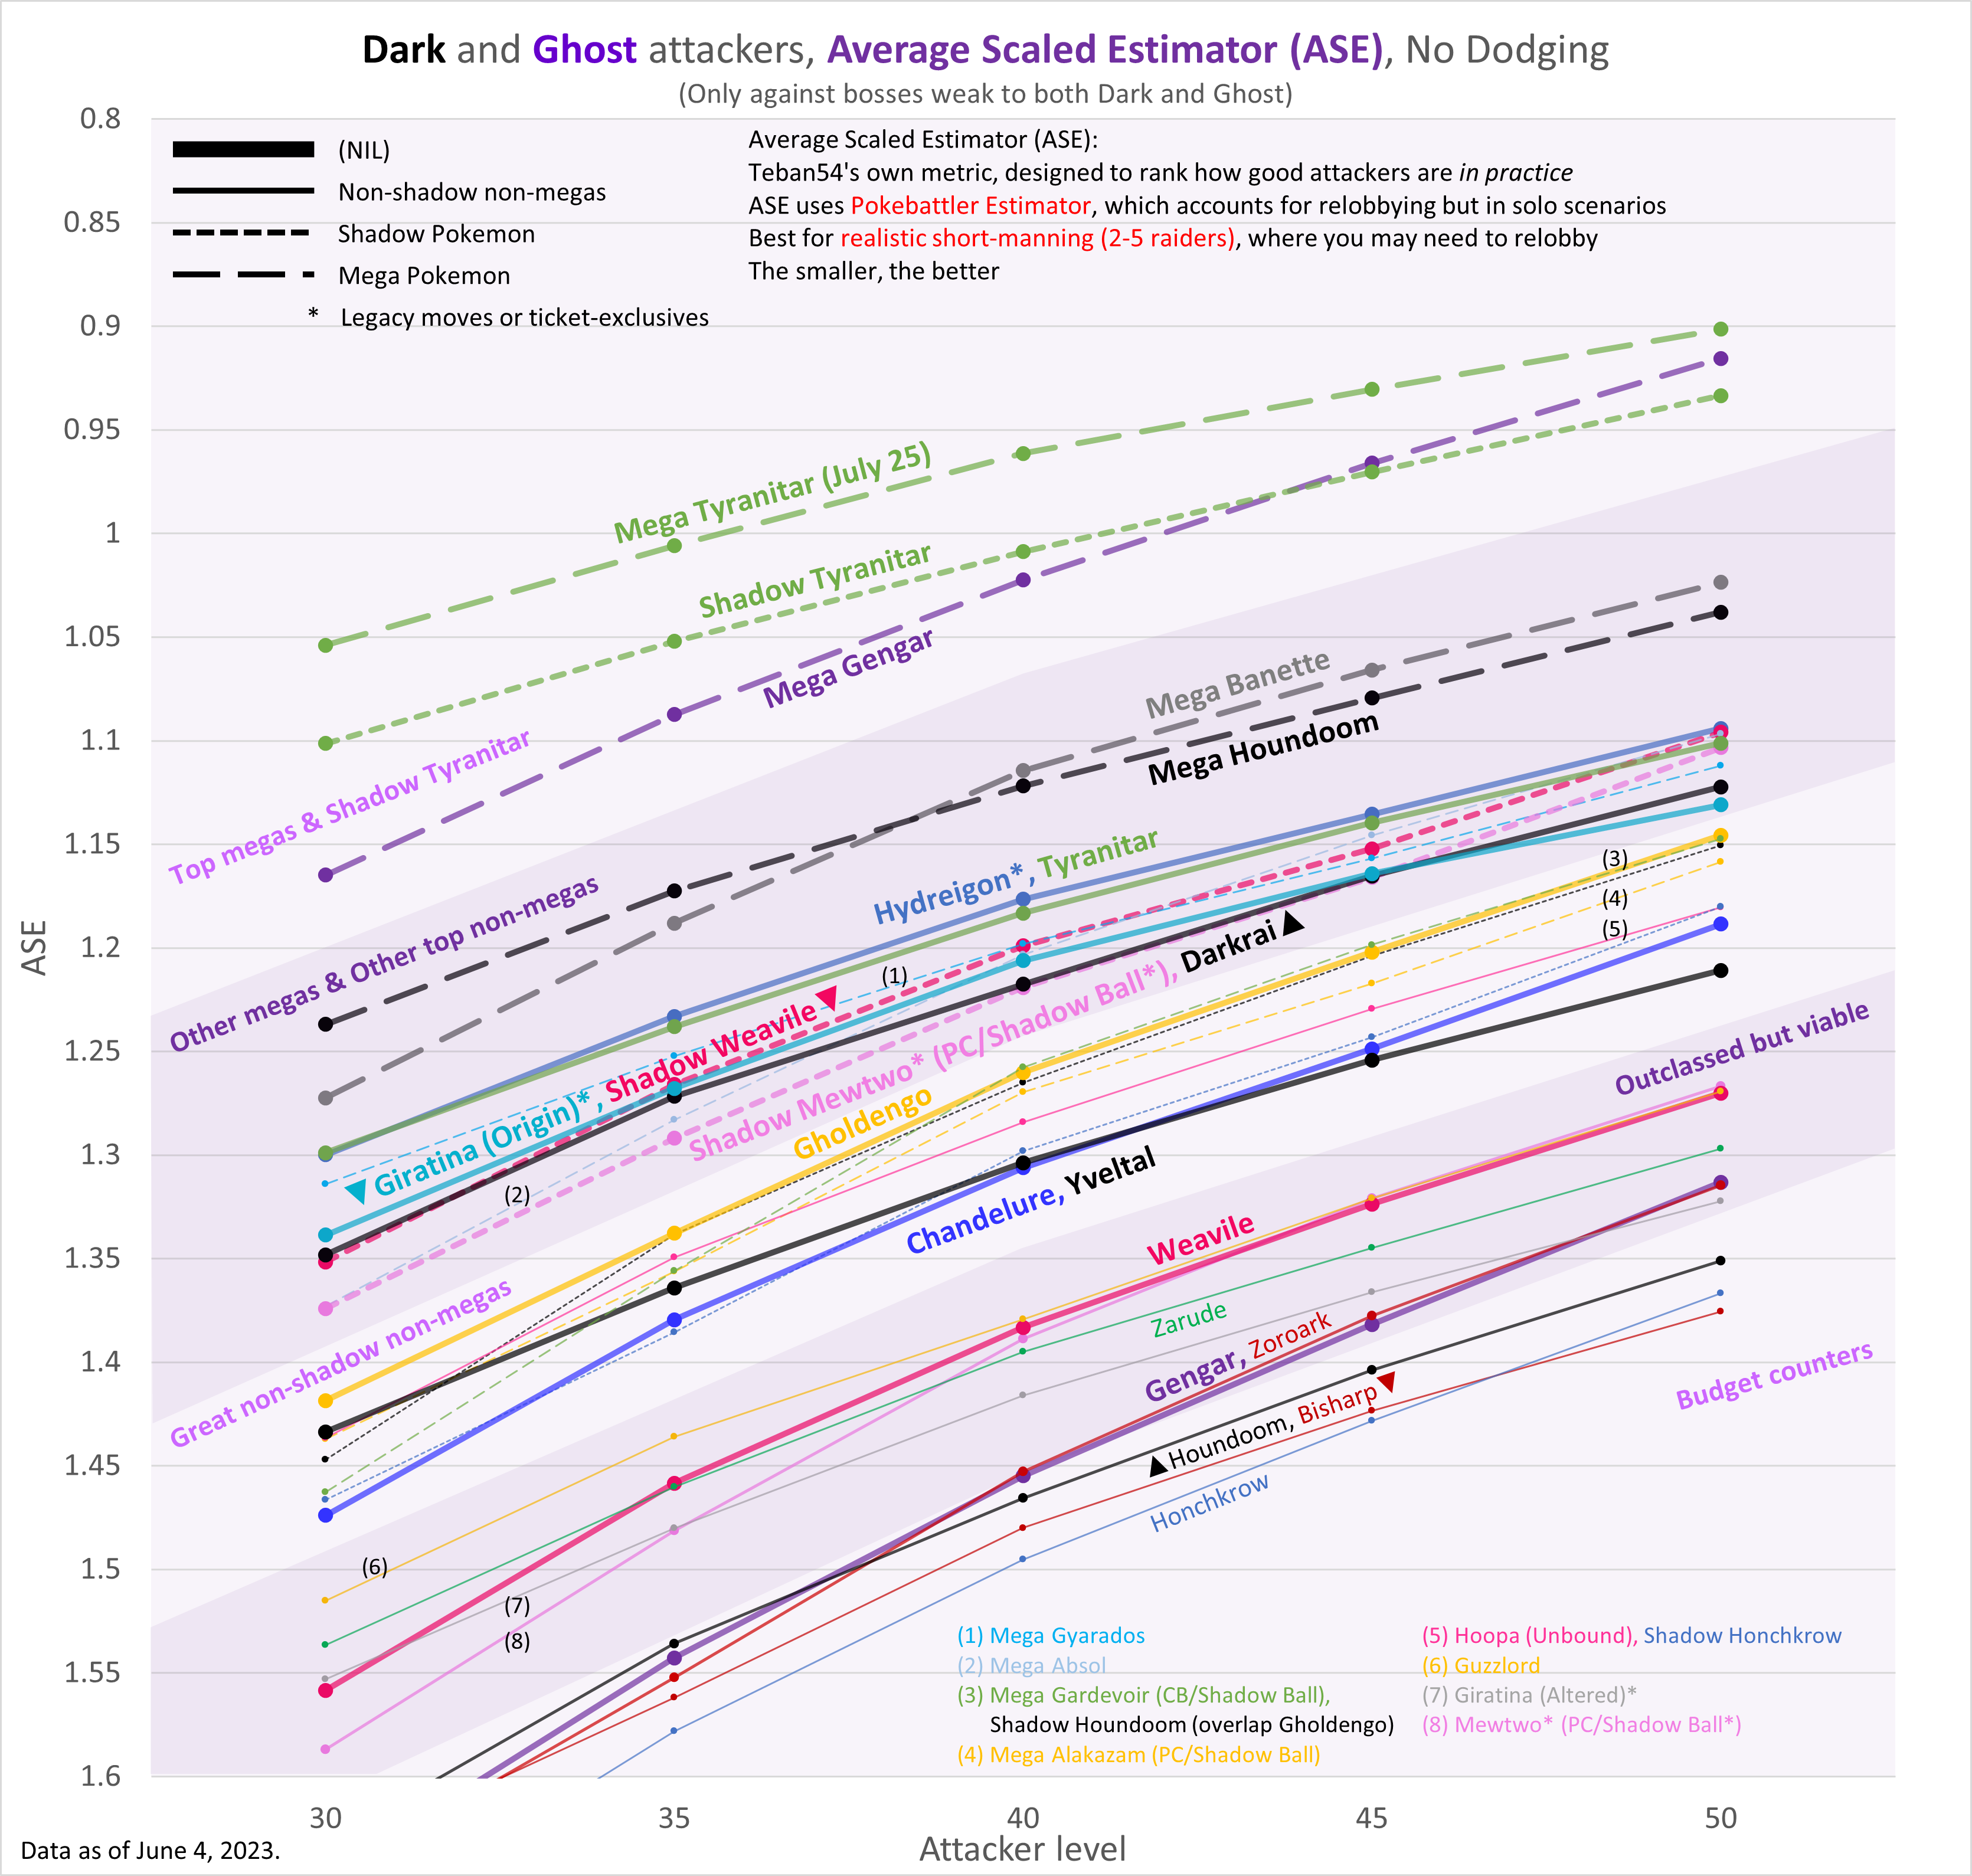 Dark and Ghost attackers, Average Scaled Estimator (ASE), No Dodging
(Only against bosses weak to both Dark and Ghost)
(NIL)
Non-shadow non-megas
Shadow Pokemon
Mega Pokemon
* Legacy moves or ticket-exclusives
Average Scaled Estimator (ASE):
Teban54's own metric, designed to rank how good attackers are in practice
ASE uses Pokebattler Estimator, which accounts for relobbying but in solo scenarios
Best for realistic short-manning (2-5 raiders), where you may need to relobby
The smaller, the better
0.8
0.85
0.9
0.95
1
1.05
1.1
1.15
1.2
1.25
1.3
1.35
1.4
1.45
1.5
1.55
1.6
ASE
Mega Tyranitar (July 25)
Shadow Tyranitar
Mega Gengar
Top megas & Shadow Tyranitar
Mega Banette
Mega Houndoom
Hydreigon*, Tyranitar
Other megas & Other top non-megas
(1)
▼Giratina (Origin)*, Shadow Weavile▼
Shadow Mewtwo* (PC/Shadow Ball*), Darkrai▲
(2)
(3)
(4)
(5)
Gholdengo
Chandelure, Yveltal
Great non-shadow non-megas
Outclassed but viable
Weavile
Zarude
Gengar, Zoroark
▲Houndoom, Bisharp▼
Honchkrow
Budget counters
(6)
(7)
(8)
(1) Mega Gyarados
(2) Mega Absol
(3) Mega Gardevoir (CB/Shadow Ball),
Shadow Houndoom (overlap Gholdengo)
(4) Mega Alakazam (PC/Shadow Ball)
(5) Hoopa (Unbound), Shadow Honchkrow
(6) Guzzlord
(7) Giratina (Altered)*
(8) Mewtwo* (PC/Shadow Ball*)
30
35
40
45
50
Attacker level
Data as of June 4, 2023.